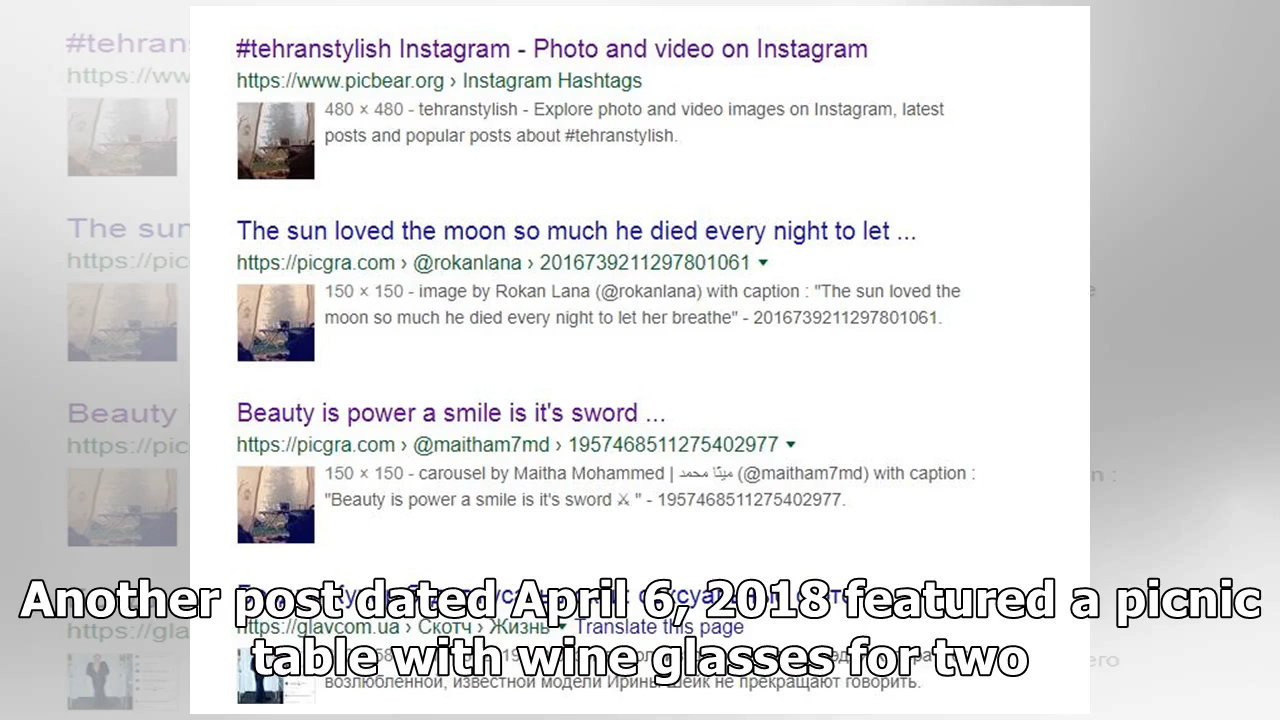 #tehranstylish Instagram - Photo and video on Instagram
https://www.picbear.org › Instagram Hashtags
480 × 480 - tehranstylish - Explore photo and video images on Instagram, latest
posts and popular posts about #tehranstylish.
The sun loved the moon so much he died every night to let ...
https://picgra.com › @rokanlana › 2016739211297801061
150 × 150 - image by Rokan Lana (@rokanlana) with caption : "The sun loved the
moon so much he died every night to let her breathe" - 2016739211297801061.
Beauty is power a smile is it's sword ...
https://picgra.com › @maitham7md › 1957468511275402977
150 × 150 - carousel by Maitha Mohammed | ميثا محمد (@maitham7md) with caption :
"Beauty is power a smile is it's sword ⚔ " - 1957468511275402977.
https://glavcom.ua › Скотч › Жизнь Translate this page
возлюбленной, известной модели Ирины Шейк не прекращают говорить.
Another post dated April 6, 2018 featured a picnic
table with wine glasses for two